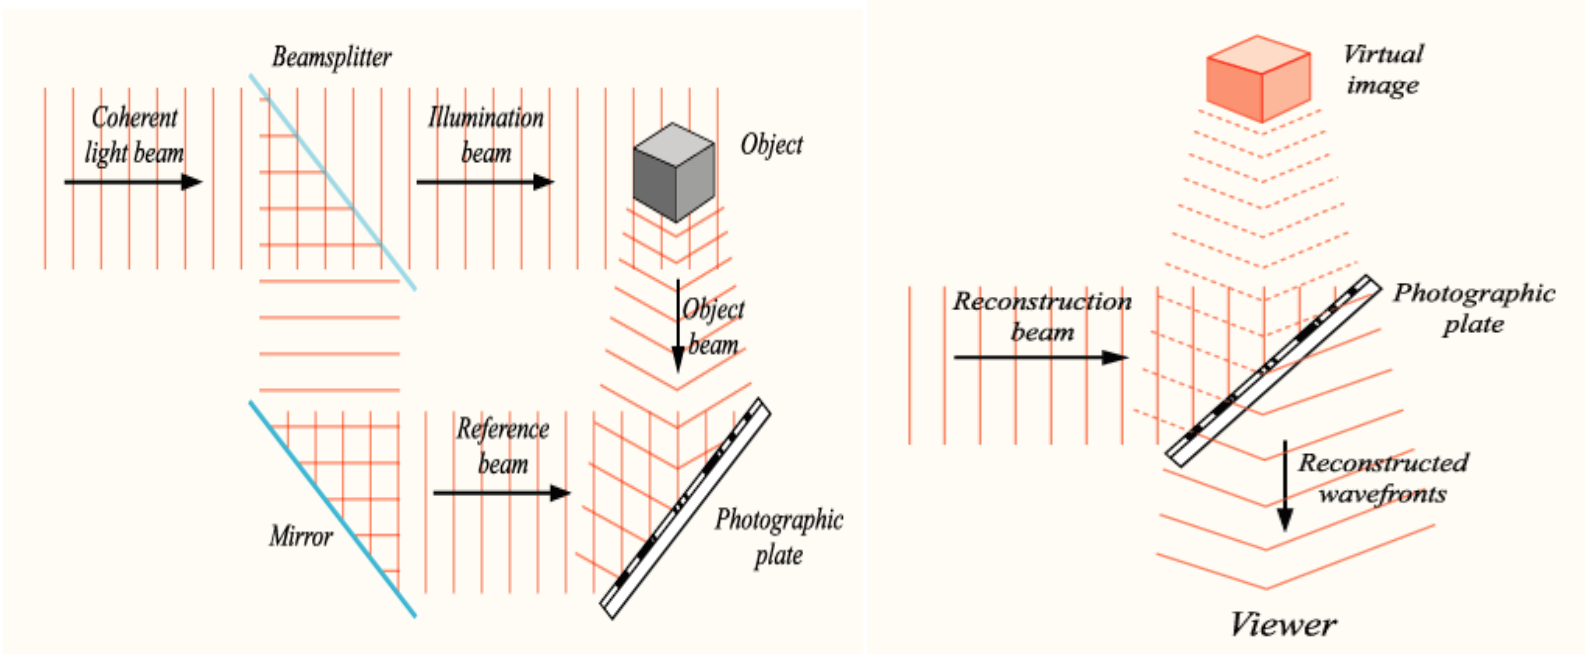 Beamsplitter
Coherent
light beam
Illumination
beam
Object
Object
beam
Reference
beam
Mirror
Photographic
plate
Virtual
image
Reconstruction
beam
Photographic
plate
Reconstructed
wavefronts
Viewer